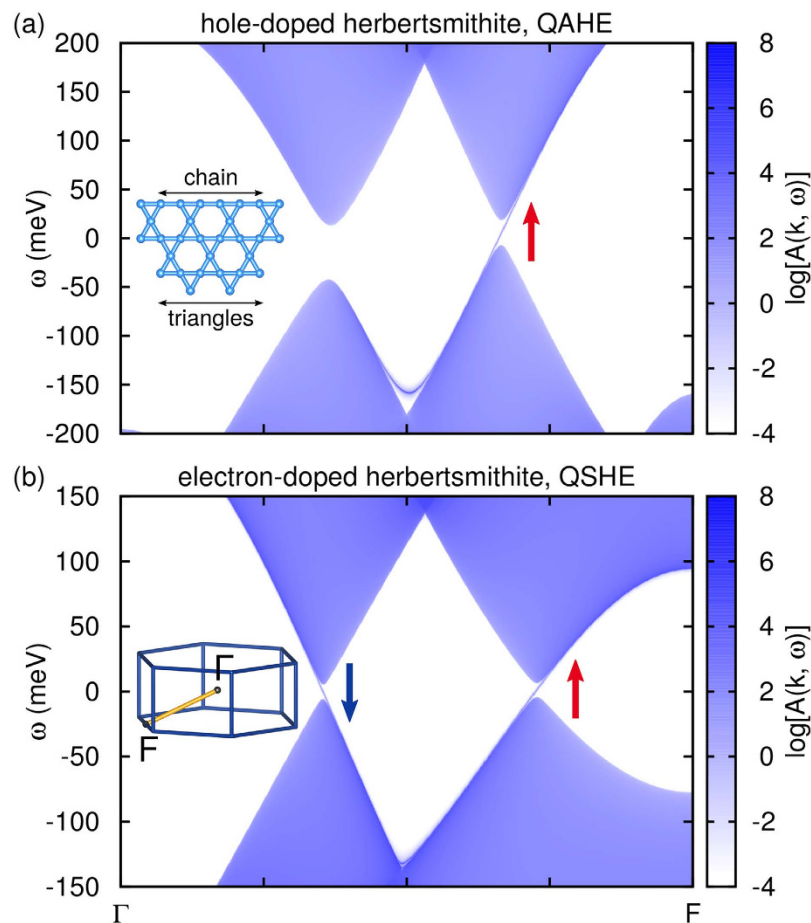 (a) hole-doped herbertsmithite, QAHE
200
150
100
50
0
-50
-100
-150
-200
ω (meV)
chain
triangles
8
6
4
2
0
-2
-4
log[A(k, ω)]
(b) electron-doped herbertsmithite, QSHE
150
100
50
0
-50
-100
-150
ω (meV)
Γ
F
8
6
4
2
0
-2
-4
log[A(k, ω)]
Γ F